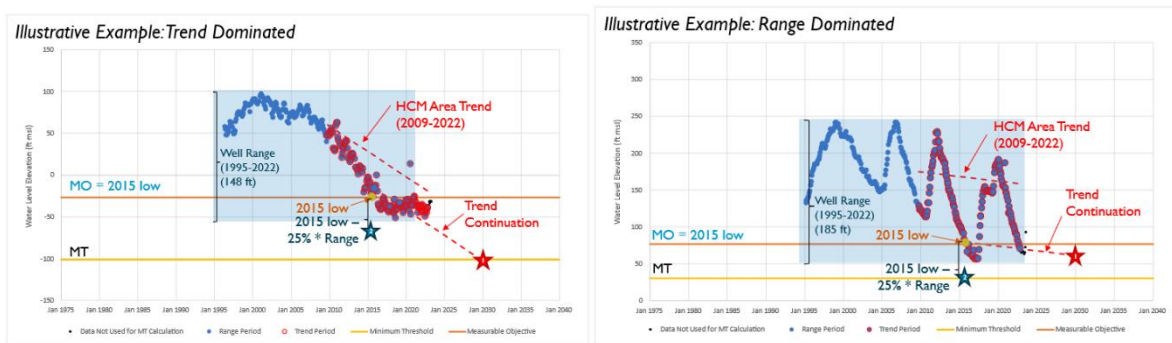 Illustrative Example: Trend Dominated
Water Level Elevation (ft msl)
150
100
50
0
-50
-100
-150
HCM Area Trend
(2009-2022)
Well Range
(1995-2022)
(148 ft)
MO = 2015 low
2015 low
2015 low –
25% * Range
2
Trend
Continuation
MT
1
Jan 1975 Jan 1980 Jan 1985 Jan 1990 Jan 1995 Jan 2000 Jan 2005 Jan 2010 Jan 2015 Jan 2020 Jan 2025 Jan 2030 Jan 2035 Jan 2040
Data Not Used for MT Calculation Range Period Trend Period Minimum Threshold Measurable Objective
Illustrative Example: Range Dominated
Water Level Elevation (ft msl)
350
300
250
200
150
100
50
0
HCM Area Trend
(2009-2022)
Well Range
(1995-2022)
(185 ft)
MO = 2015 low
2015 low
Trend
Continuation
MT
2015 low –
25% * Range
2
1
Jan 1975 Jan 1980 Jan 1985 Jan 1990 Jan 1995 Jan 2000 Jan 2005 Jan 2010 Jan 2015 Jan 2020 Jan 2025 Jan 2030 Jan 2035 Jan 2040
Data Not Used for MT Calculation Range Period Trend Period Minimum Threshold Measurable Objective